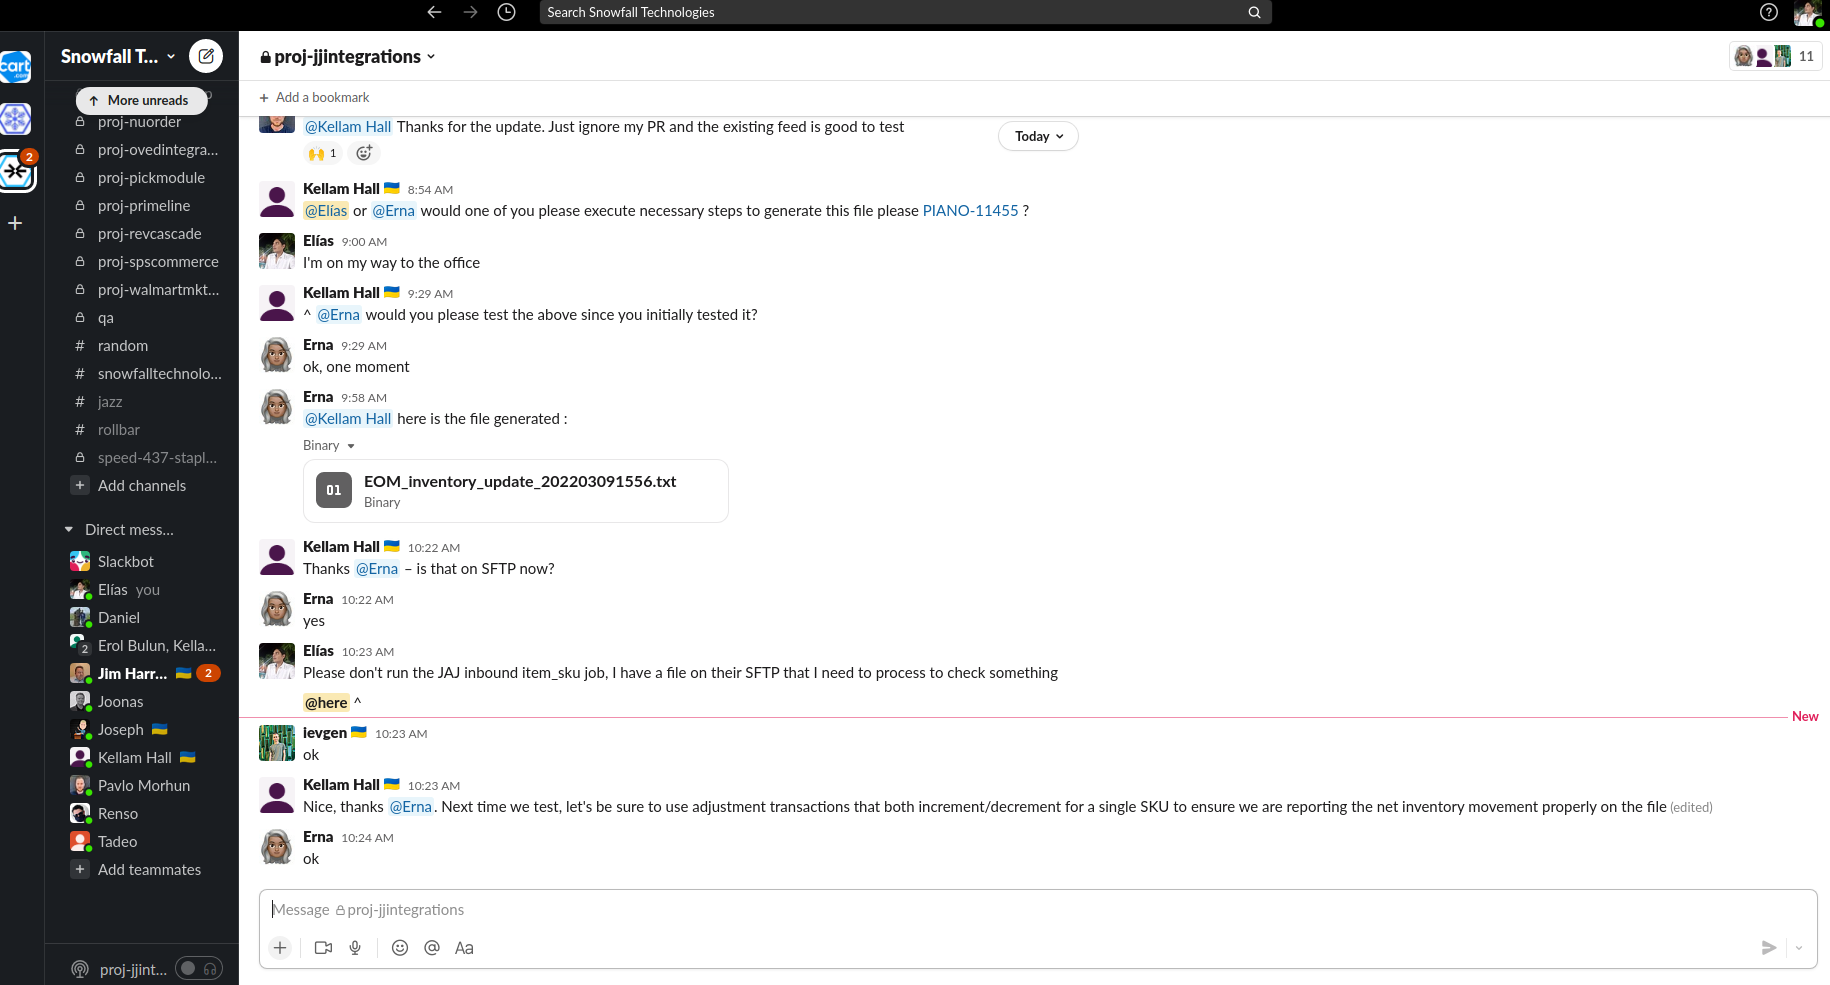 Search Snowfall Technologies
cart
.com
2
Snowfall T...
More unreads
proj-nuorder
proj-ovedintegra...
proj-pickmodule
proj-primeline
proj-revcascade
proj-spscommerce
proj-walmartmkt...
qa
# random
# snowfalltechnolo...
# jazz
# rollbar
speed-437-stapl...
+ Add channels
Direct mess...
Slackbot
Elías you
Daniel
2 Erol Bulun, Kella...
Jim Harr... 2
Joonas
Joseph
Kellam Hall
Pavlo Morhun
Renso
Tadeo
+ Add teammates
proj-jjint...
proj-jjintegrations
11
+ Add a bookmark
@Kellam Hall Thanks for the update. Just ignore my PR and the existing feed is good to test
1
Today
Kellam Hall 8:54 AM
@Elías or @Erna would one of you please execute necessary steps to generate this file please PIANO-11455 ?
Elías 9:00 AM
I'm on my way to the office
Kellam Hall 9:29 AM
^ @Erna would you please test the above since you initially tested it?
Erna 9:29 AM
ok, one moment
Erna 9:58 AM
@Kellam Hall here is the file generated :
Binary
01 EOM_inventory_update_202203091556.txt
Binary
Kellam Hall 10:22 AM
Thanks @Erna – is that on SFTP now?
Erna 10:22 AM
yes
Elías 10:23 AM
Please don't run the JAJ inbound item_sku job, I have a file on their SFTP that I need to process to check something
@here ^
New
ievgen 10:23 AM
ok
Kellam Hall 10:23 AM
Nice, thanks @Erna. Next time we test, let's be sure to use adjustment transactions that both increment/decrement for a single SKU to ensure we are reporting the net inventory movement properly on the file (edited)
Erna 10:24 AM
ok
Message proj-jjintegrations
Aa